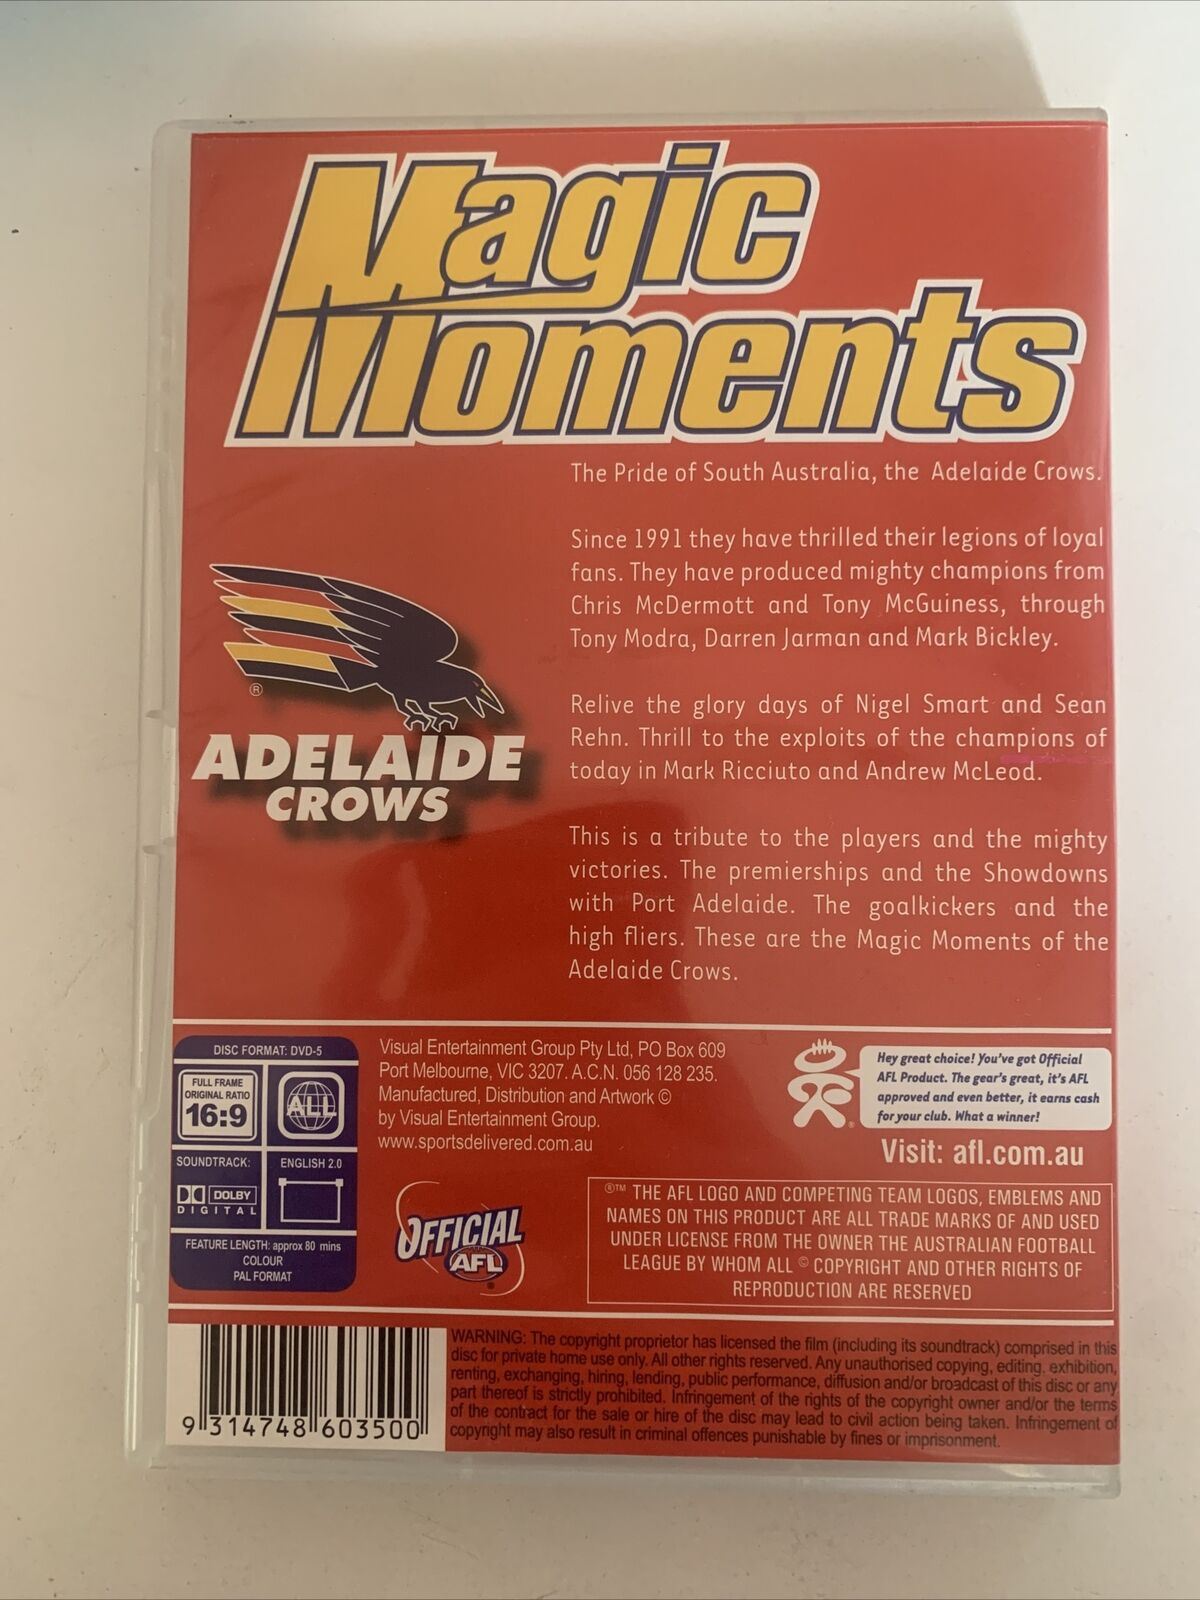 Magic
Moments
The Pride of South Australia, the Adelaide Crows.
Since 1991 they have thrilled their legions of loyal
fans. They have produced mighty champions from
Chris McDermott and Tony McGuiness, through
Tony Modra, Darren Jarman and Mark Bickley.
Relive the glory days of Nigel Smart and Sean
Rehn. Thrill to the exploits of the champions of
today in Mark Ricciuto and Andrew McLeod.
This is a tribute to the players and the mighty
victories. The premierships and the Showdowns
with Port Adelaide. The goalkickers and the
high fliers. These are the Magic Moments of the
Adelaide Crows.
®
ADELAIDE
CROWS
DISC FORMAT: DVD-5
FULL FRAME
ORIGINAL RATIO
16:9
ALL
SOUNDTRACK:
ENGLISH 2.0
DOLBY
DIGITAL
FEATURE LENGTH: approx 80 mins
COLOUR
PAL FORMAT
Visual Entertainment Group Pty Ltd, PO Box 609
Port Melbourne, VIC 3207. A.C.N. 056 128 235.
Manufactured, Distribution and Artwork ©
by Visual Entertainment Group.
www.sportsdelivered.com.au
Hey great choice! You've got Official
AFL Product. The gear's great, it's AFL
approved and even better, it earns cash
for your club. What a winner!
®
Visit: afl.com.au
OFFICIAL
AFL
®
®™ THE AFL LOGO AND COMPETING TEAM LOGOS, EMBLEMS AND
NAMES ON THIS PRODUCT ARE ALL TRADE MARKS OF AND USED
UNDER LICENSE FROM THE OWNER THE AUSTRALIAN FOOTBALL
LEAGUE BY WHOM ALL © COPYRIGHT AND OTHER RIGHTS OF
REPRODUCTION ARE RESERVED
9 314748 603500
WARNING: The copyright proprietor has licensed the film (including its soundtrack) comprised in this
disc for private home use only. All other rights reserved. Any unauthorised copying, editing, exhibition,
renting, exchanging, hiring, lending, public performance, diffusion and/or broadcast of this disc or any
part thereof is strictly prohibited. Infringement of the rights of the copyright owner and/or the terms
of the contract for the sale or hire of the disc may lead to civil action being taken. Infringement of
copyright may also result in criminal offences punishable by fines or imprisonment.